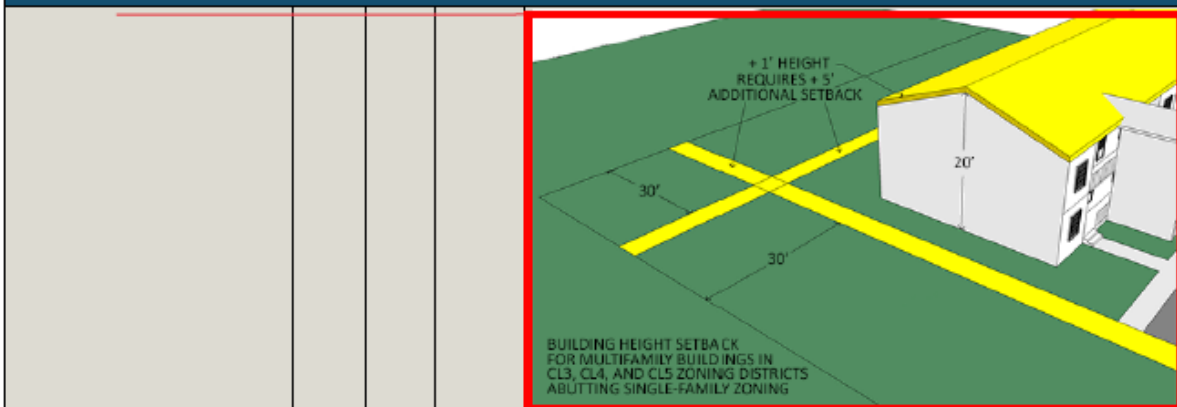 + 1' HEIGHT
REQUIRES + 5'
ADDITIONAL SETBACK
20'
30'
30'
BUILDING HEIGHT SETBACK
FOR MULTIFAMILY BUILDINGS IN
CL3, CL4, AND CL5 ZONING DISTRICTS
ABUTTING SINGLE-FAMILY ZONING